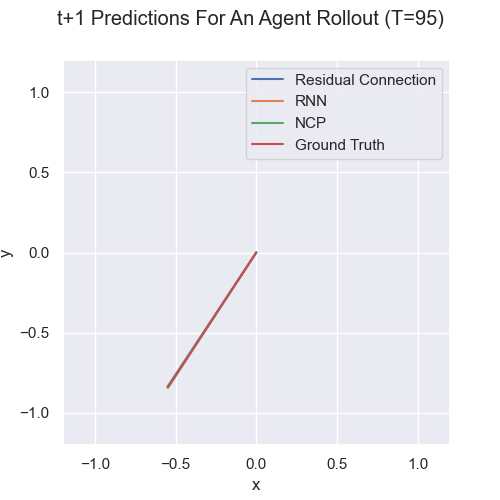 t+1 Predictions For An Agent Rollout (T=95)
Residual Connection
RNN
NCP
Ground Truth
1.0
0.5
0.0
−0.5
−1.0
y
−1.0 −0.5 0.0 0.5 1.0
x